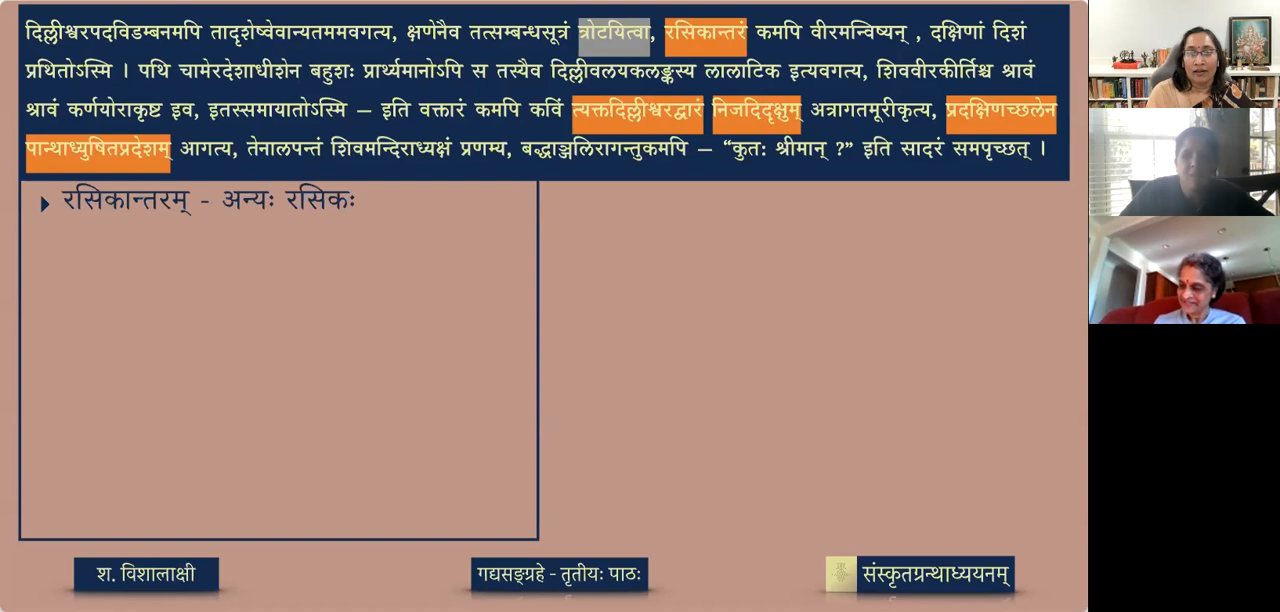 दिल्लीश्वरपदविडम्बनमपि तादृशेष्वेवान्यतममवगत्य, क्षणेनैव तत्सम्बन्धसूत्रं त्रोटयित्वा, रसिकान्तरं कमपि वीरमन्विष्यन् , दक्षिणां दिशं
प्रथितोऽस्मि । पथि चामेरदेशाधीशेन बहुशः प्रार्थ्यमानोऽपि स तस्यैव दिल्लीवलयकलङ्कस्य लालाटिक इत्यवगत्य, शिववीरकीर्तिश्च श्रावं
श्रावं कर्णयोराकृष्ट इव, इतस्समायातोऽस्मि – इति वक्तारं कमपि कविं त्यक्तदिल्लीश्वरद्वारं निजदिदृक्षुम् अत्रागतमूरीकृत्य, प्रदक्षिणच्छलेन
पान्थाध्युषितप्रदेशम् आगत्य, तेनालपन्तं शिवमन्दिराध्यक्षं प्रणम्य, बद्धाञ्जलिरागन्तुकमपि – “कुतः श्रीमान् ?” इति सादरं समपृच्छत् ।
रसिकान्तरम् - अन्यः रसिकः
श. विशालाक्षी
गद्यसङ्ग्रहे - तृतीयः पाठः
संस्कृतग्रन्थाध्ययनम्